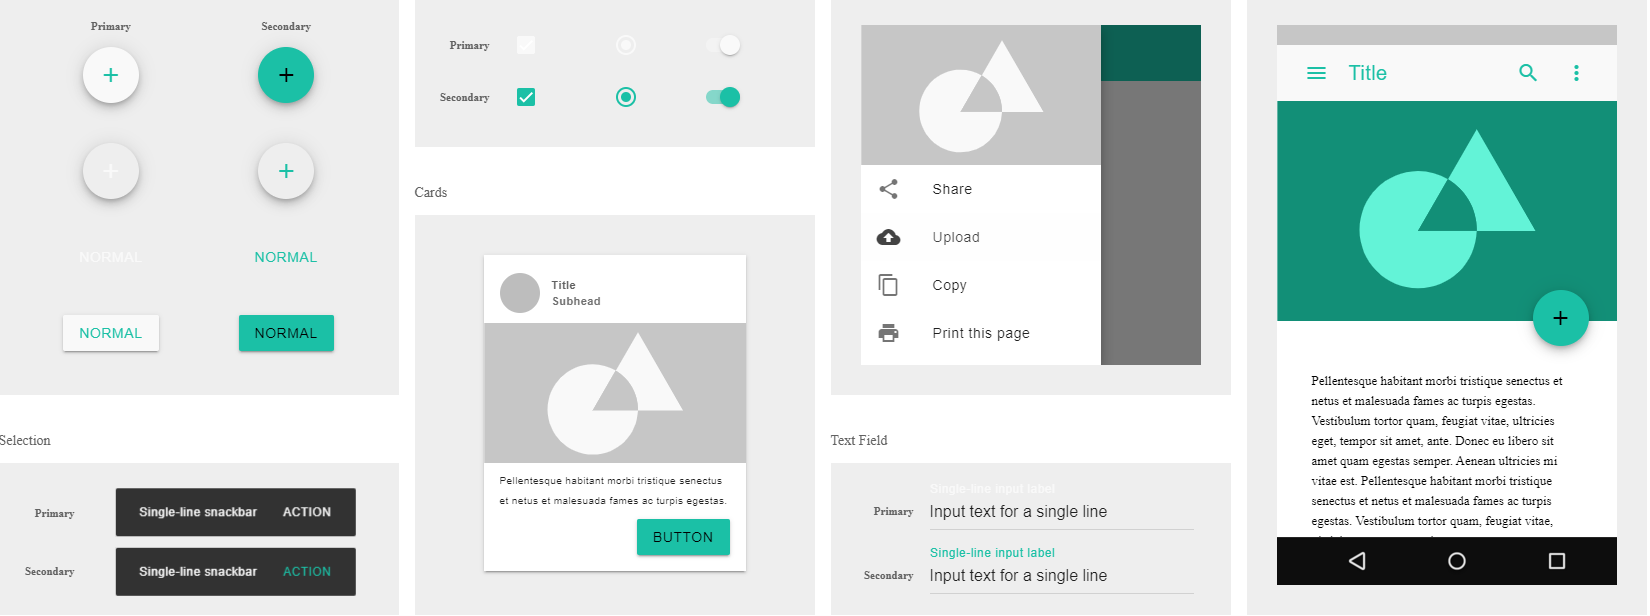 Primary
Secondary
NORMAL
NORMAL
NORMAL
NORMAL
Selection
Primary
Single-line snackbar
ACTION
Secondary
Single-line snackbar
ACTION
Primary
Secondary
Cards
Title
Subhead
Pellentesque habitant morbi tristique senectus
et netus et malesuada fames ac turpis egestas.
BUTTON
Share
Upload
Copy
Print this page
Text Field
Single-line input label
Primary
Input text for a single line
Single-line input label
Secondary
Input text for a single line
Title
Pellentesque habitant morbi tristique senectus et
netus et malesuada fames ac turpis egestas.
Vestibulum tortor quam, feugiat vitae, ultricies
eget, tempor sit amet, ante. Donec eu libero sit
amet quam egestas semper. Aenean ultricies mi
vitae est. Pellentesque habitant morbi tristique
senectus et netus et malesuada fames ac turpis
egestas. Vestibulum tortor quam, feugiat vitae,